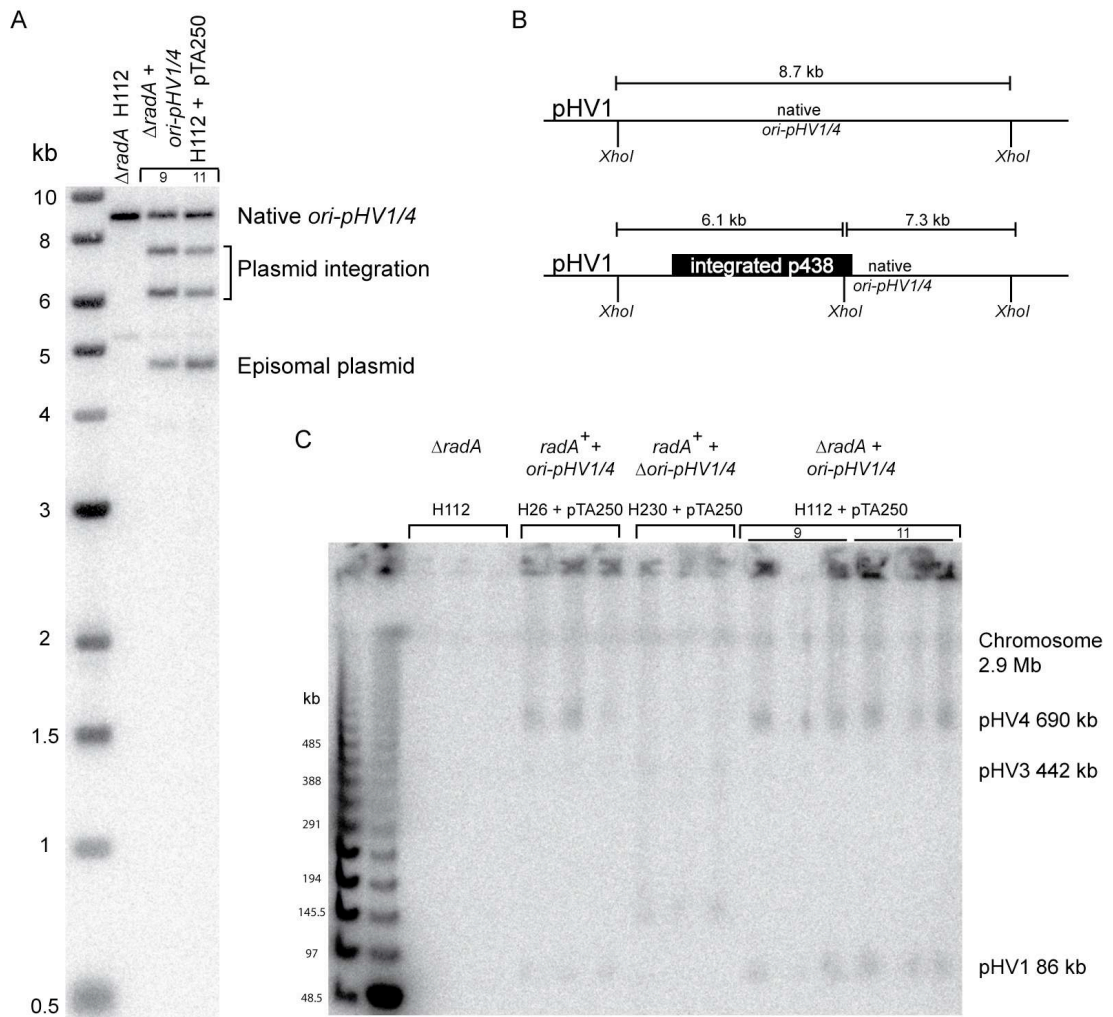 A
kb
ΔradA H112
ΔradA +
ori-pHV1/4
H112 + pTA250
9
11
10
8
6
5
4
3
2
1.5
1
0.5
Native ori-pHV1/4
Plasmid integration
Episomal plasmid
B
8.7 kb
pHV1
native
ori-pHV1/4
XhoI
XhoI
6.1 kb
7.3 kb
pHV1
integrated p438
native
ori-pHV1/4
XhoI
XhoI
XhoI
C
ΔradA
radA+ +
ori-pHV1/4
radA+ +
Δori-pHV1/4
ΔradA +
ori-pHV1/4
H112
H26 + pTA250
H230 + pTA250
H112 + pTA250
9
11
kb
485
388
291
194
145.5
97
48.5
Chromosome
2.9 Mb
pHV4 690 kb
pHV3 442 kb
pHV1 86 kb